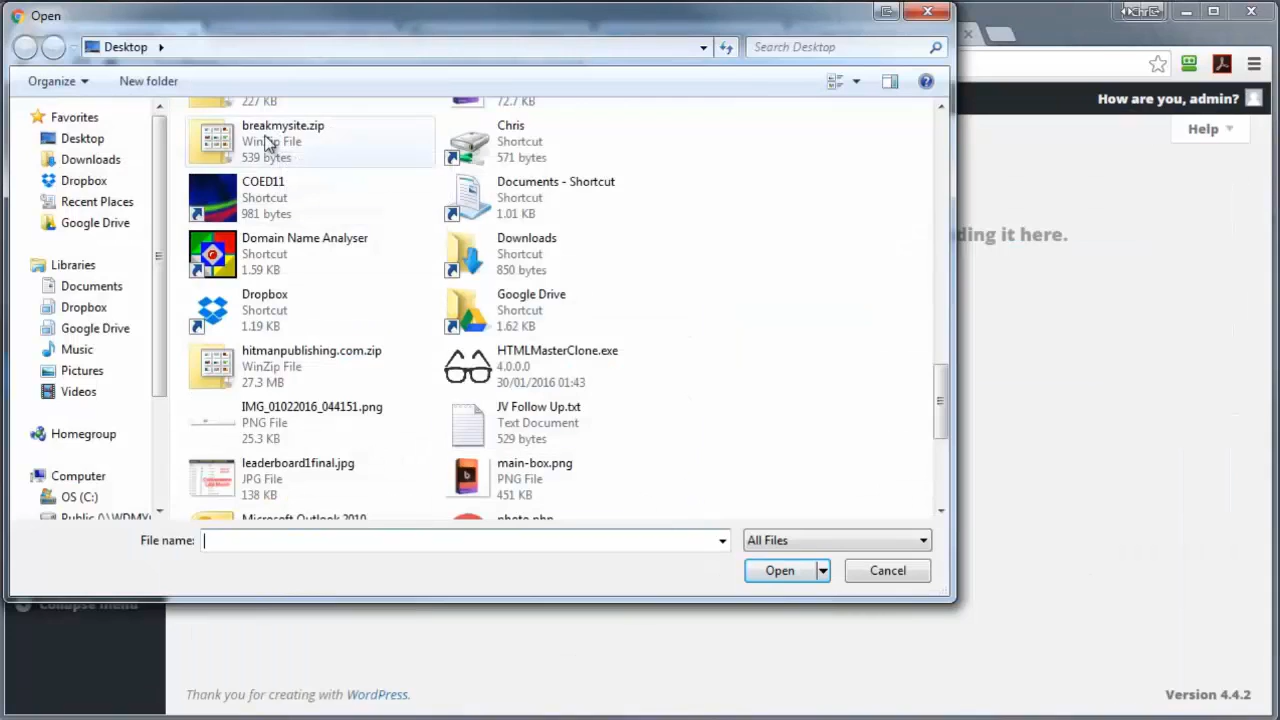 Open
Desktop
Search Desktop
Organize
New folder
How are you, admin?
Help
ding it here.
Favorites
Desktop
Downloads
Dropbox
Recent Places
Google Drive
Libraries
Documents
Dropbox
Google Drive
Music
Pictures
Videos
Homegroup
Computer
OS (C:)
227 KB
72.7 KB
breakmysite.zip
WinZip File
539 bytes
Chris
Shortcut
571 bytes
COED11
Shortcut
981 bytes
Documents - Shortcut
Shortcut
1.01 KB
Domain Name Analyser
Shortcut
1.59 KB
Downloads
Shortcut
850 bytes
Dropbox
Shortcut
1.19 KB
Google Drive
Shortcut
1.62 KB
hitmanpublishing.com.zip
WinZip File
27.3 MB
HTMLMasterClone.exe
4.0.0.0
30/01/2016 01:43
IMG_01022016_044151.png
PNG File
25.3 KB
JV Follow Up.txt
Text Document
529 bytes
leaderboard1final.jpg
JPG File
138 KB
main-box.png
PNG File
451 KB
Microsoft Outlook 2010
photo.php
File name:
All Files
Open
Cancel
Collapse menu
Thank you for creating with WordPress.
Version 4.4.2